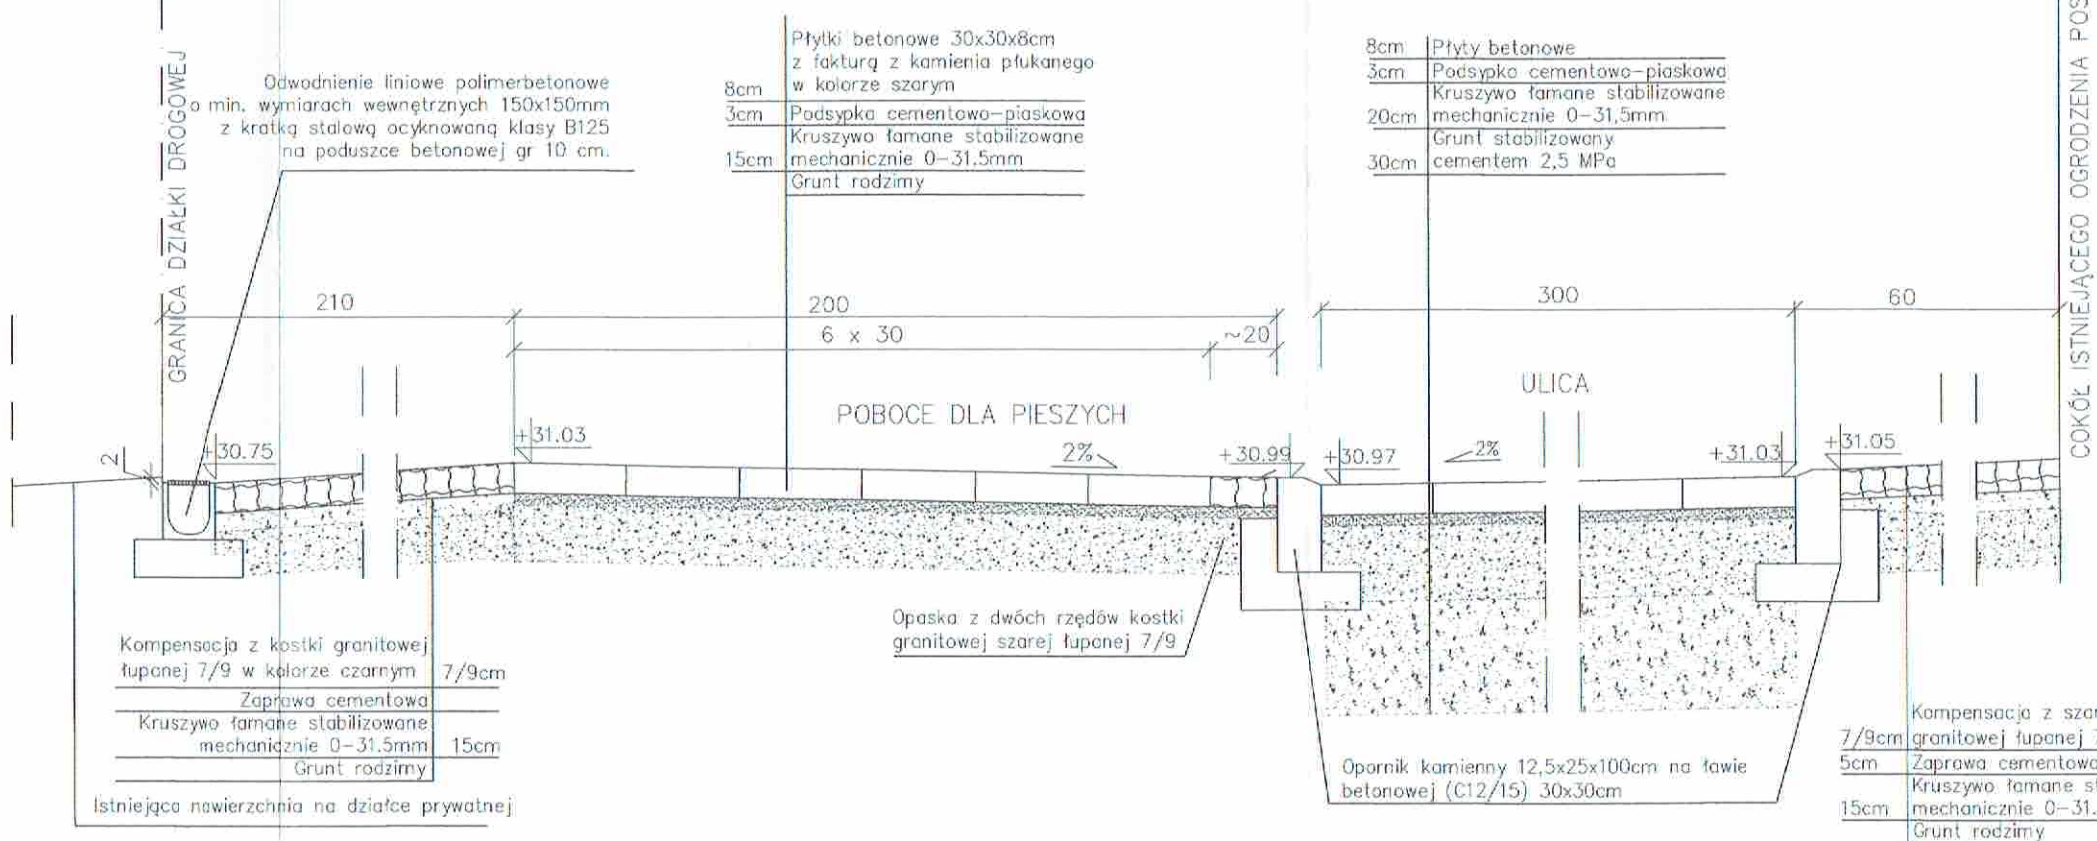 GRANICA DZIAŁKI DROGOWEJ
Odwodnienie liniowe polimerbetonowe
o min. wymiarach wewnętrznych 150x150mm
z kratką stalową ocyknowaną klasy B125
na poduszce betonowej gr 10 cm.
Płytki betonowe 30x30x8cm
z fakturą z kamienia płukanego
8cm w kolorze szarym
3cm Podsypka cementowo-piaskowa
Kruszywo łamane stabilizowane
15cm mechanicznie 0-31.5mm
Grunt rodzimy
8cm Płyty betonowe
3cm Podsypka cementowo-piaskowa
Kruszywo łamane stabilizowane
20cm mechanicznie 0-31,5mm
Grunt stabilizowany
30cm cementem 2,5 MPa
COKÓŁ ISTNIEJĄCEGO OGRODZENIA POS
210
200
300
60
6 x 30
~20
ULICA
POBOCE DLA PIESZYCH
2
+30.75
+31.03
2%
+30.99
+30.97
2%
+31.03
+31.05
Opaska z dwóch rzędów kostki
granitowej szarej łupanej 7/9
Kompensacja z kostki granitowej
łupanej 7/9 w kolorze czarnym 7/9cm
Zaprawa cementowa
Kruszywo łamane stabilizowane
mechanicznie 0-31.5mm 15cm
Grunt rodzimy
Istniejąca nawierzchnia na działce prywatnej
Opornik kamienny 12,5x25x100cm na ławie
betonowej (C12/15) 30x30cm
Kompensacja z szar
7/9cm granitowej łupanej
5cm Zaprawa cementowa
Kruszywo łamane st
15cm mechanicznie 0-31.
Grunt rodzimy